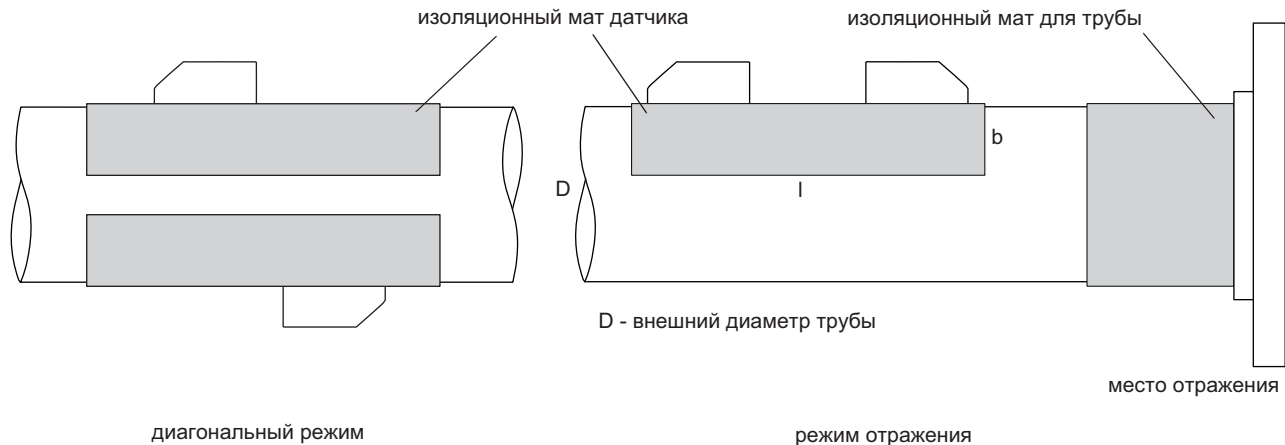 изоляционный мат датчика
изоляционный мат для трубы
b
D
l
D - внешний диаметр трубы
место отражения
диагональный режим
режим отражения